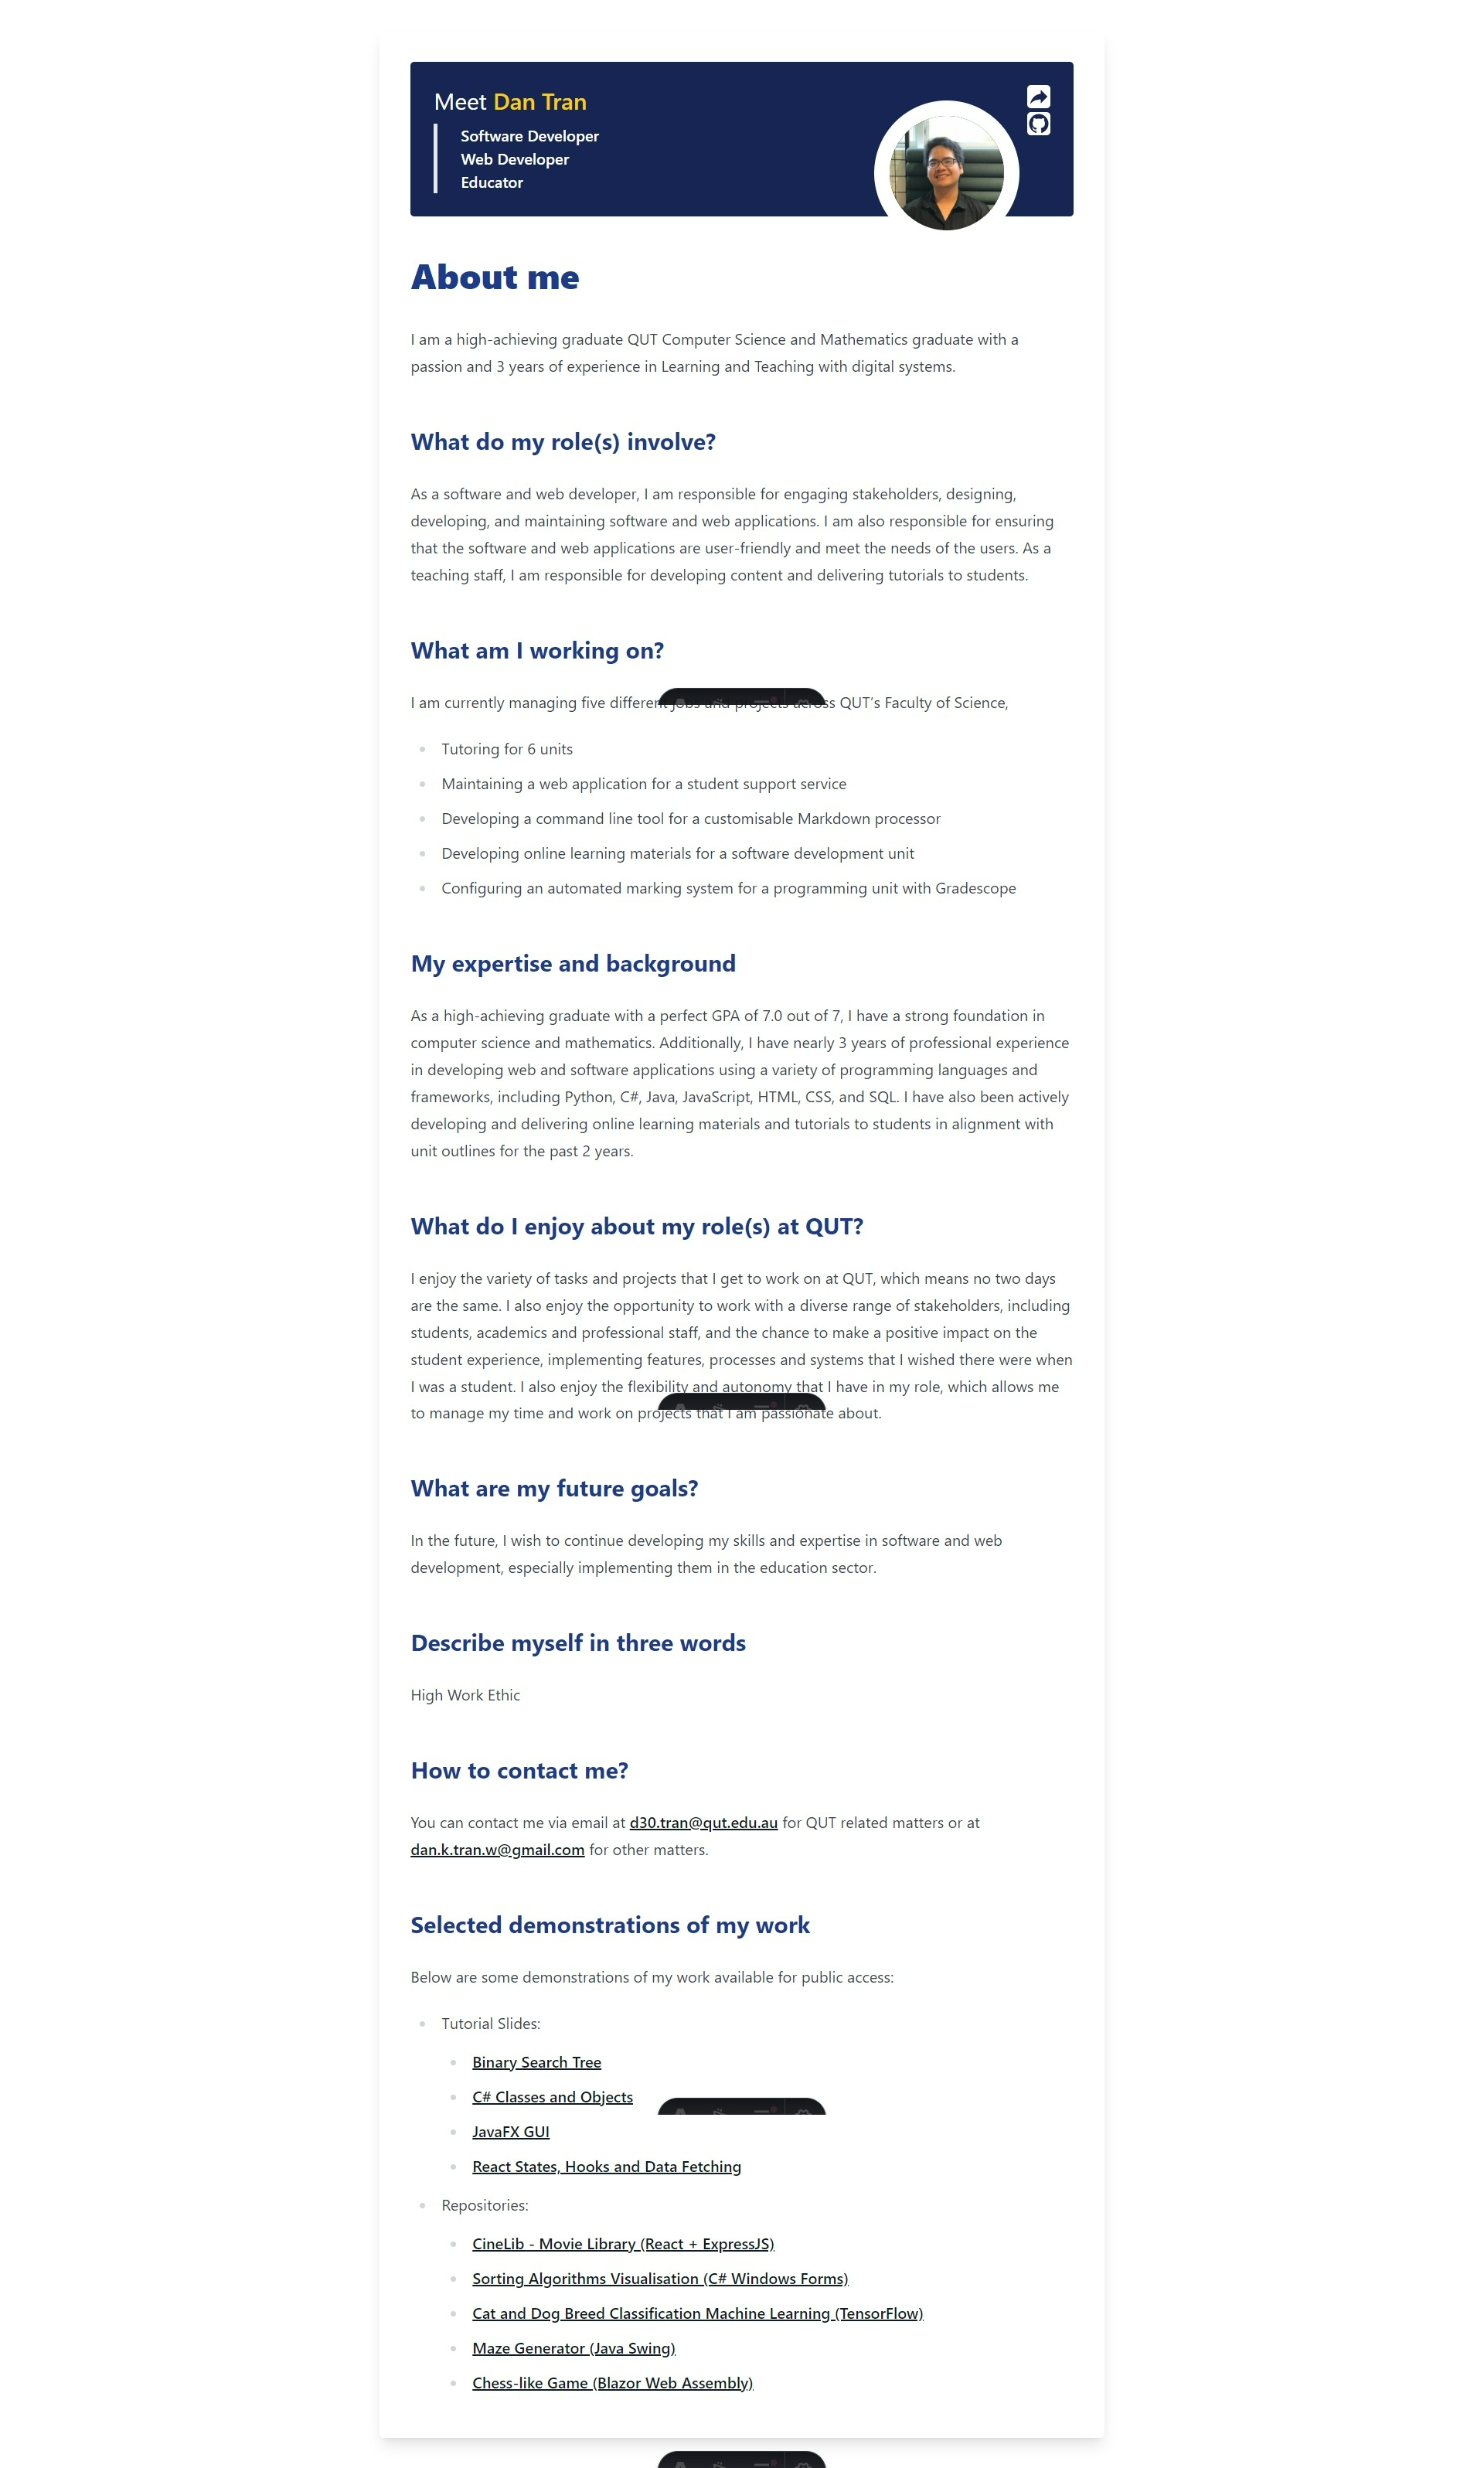 Meet Dan Tran
Software Developer
Web Developer
Educator
About me
I am a high-achieving graduate QUT Computer Science and Mathematics graduate with a
passion and 3 years of experience in Learning and Teaching with digital systems.
What do my role(s) involve?
As a software and web developer, I am responsible for engaging stakeholders, designing,
developing, and maintaining software and web applications. I am also responsible for ensuring
that the software and web applications are user-friendly and meet the needs of the users. As a
teaching staff, I am responsible for developing content and delivering tutorials to students.
What am I working on?
I am currently managing five different jobs and projects across QUT’s Faculty of Science,
Tutoring for 6 units
Maintaining a web application for a student support service
Developing a command line tool for a customisable Markdown processor
Developing online learning materials for a software development unit
Configuring an automated marking system for a programming unit with Gradescope
My expertise and background
As a high-achieving graduate with a perfect GPA of 7.0 out of 7, I have a strong foundation in
computer science and mathematics. Additionally, I have nearly 3 years of professional experience
in developing web and software applications using a variety of programming languages and
frameworks, including Python, C#, Java, JavaScript, HTML, CSS, and SQL. I have also been actively
developing and delivering online learning materials and tutorials to students in alignment with
unit outlines for the past 2 years.
What do I enjoy about my role(s) at QUT?
I enjoy the variety of tasks and projects that I get to work on at QUT, which means no two days
are the same. I also enjoy the opportunity to work with a diverse range of stakeholders, including
students, academics and professional staff, and the chance to make a positive impact on the
student experience, implementing features, processes and systems that I wished there were when
I was a student. I also enjoy the flexibility and autonomy that I have in my role, which allows me
to manage my time and work on projects that I am passionate about.
What are my future goals?
In the future, I wish to continue developing my skills and expertise in software and web
development, especially implementing them in the education sector.
Describe myself in three words
High Work Ethic
How to contact me?
You can contact me via email at d30.tran@qut.edu.au for QUT related matters or at
dan.k.tran.w@gmail.com for other matters.
Selected demonstrations of my work
Below are some demonstrations of my work available for public access:
Tutorial Slides:
Binary Search Tree
C# Classes and Objects
JavaFX GUI
React States, Hooks and Data Fetching
Repositories:
CineLib - Movie Library (React + ExpressJS)
Sorting Algorithms Visualisation (C# Windows Forms)
Cat and Dog Breed Classification Machine Learning (TensorFlow)
Maze Generator (Java Swing)
Chess-like Game (Blazor Web Assembly)